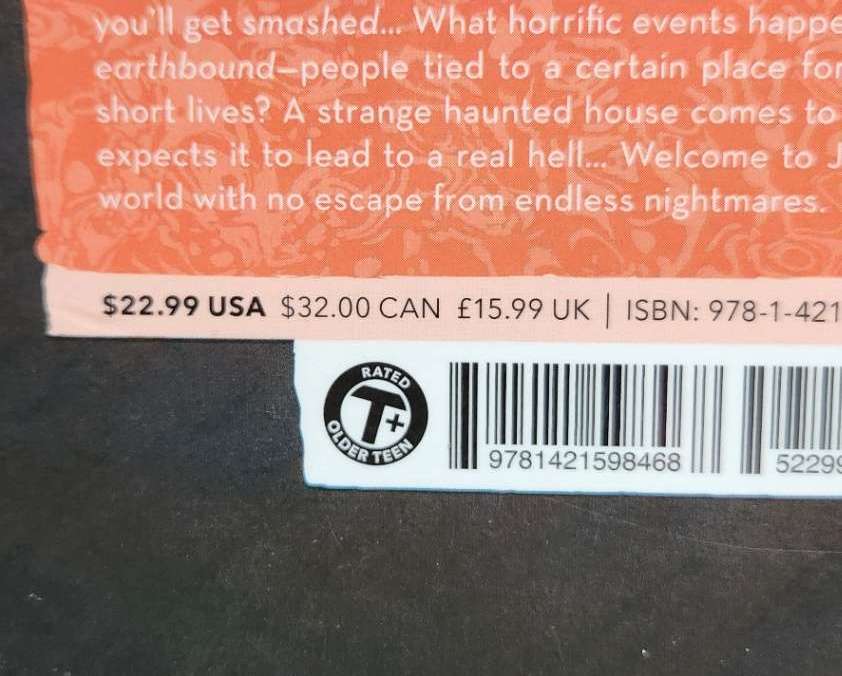 you'll get smashed... What horrific events happe
earthbound—people tied to a certain place for
short lives? A strange haunted house comes to
expects it to lead to a real hell... Welcome to J
world with no escape from endless nightmares.
$22.99 USA $32.00 CAN £15.99 UK | ISBN: 978-1-421
RATED
T+
OLDER TEEN
9781421598468
52299